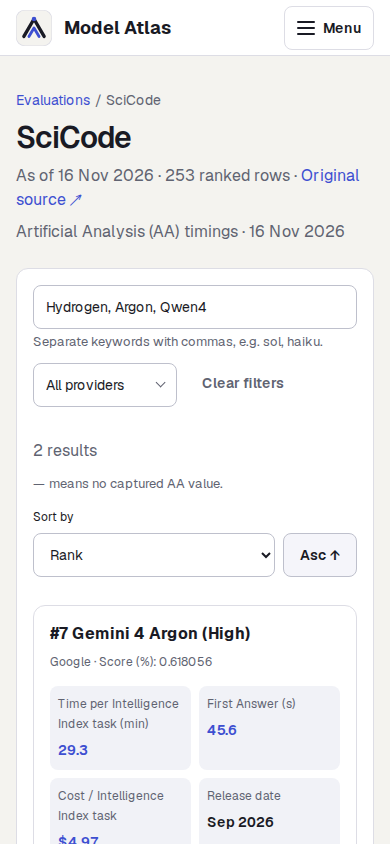 Model Atlas
Menu
Evaluations / SciCode
SciCode
As of 16 Nov 2026 · 253 ranked rows · Original
source ↗
Artificial Analysis (AA) timings · 16 Nov 2026
Hydrogen, Argon, Qwen4
Separate keywords with commas, e.g. sol, haiku.
All providers
Clear filters
2 results
— means no captured AA value.
Sort by
Rank
Asc ↑
#7 Gemini 4 Argon (High)
Google · Score (%): 0.618056
Time per Intelligence
Index task (min)
29.3
First Answer (s)
45.6
Cost / Intelligence
Index task
$4.97
Release date
Sep 2026